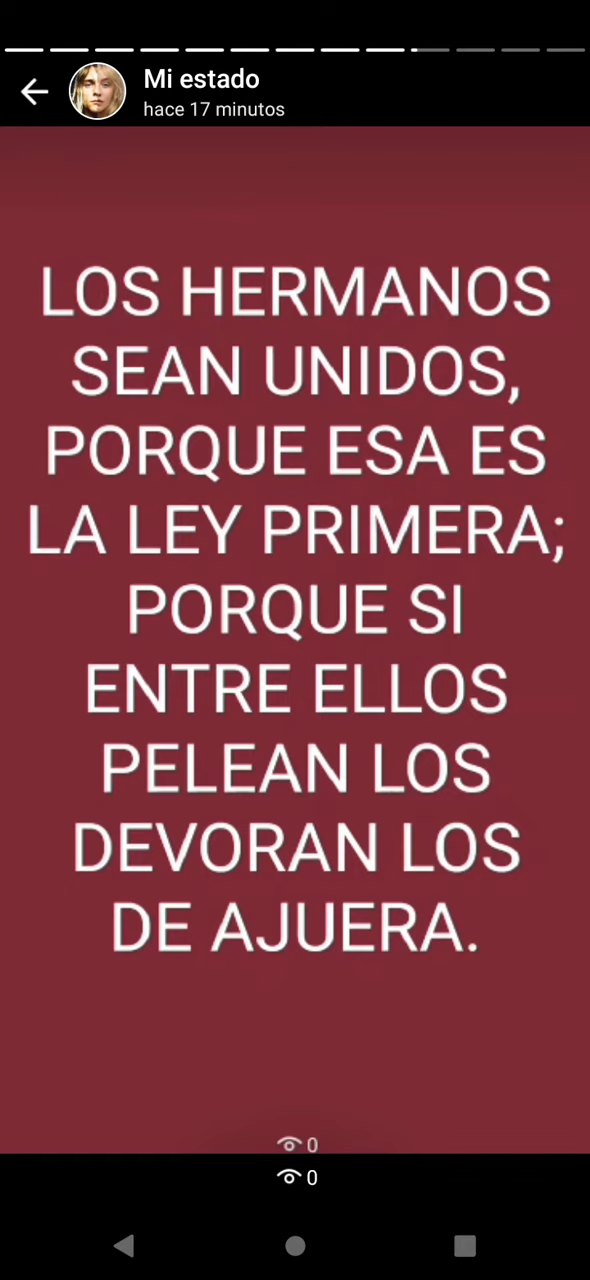 Mi estado
hace 17 minutos
LOS HERMANOS
SEAN UNIDOS,
PORQUE ESA ES
LA LEY PRIMERA;
PORQUE SI
ENTRE ELLOS
PELEAN LOS
DEVORAN LOS
DE AJUERA.
0
0